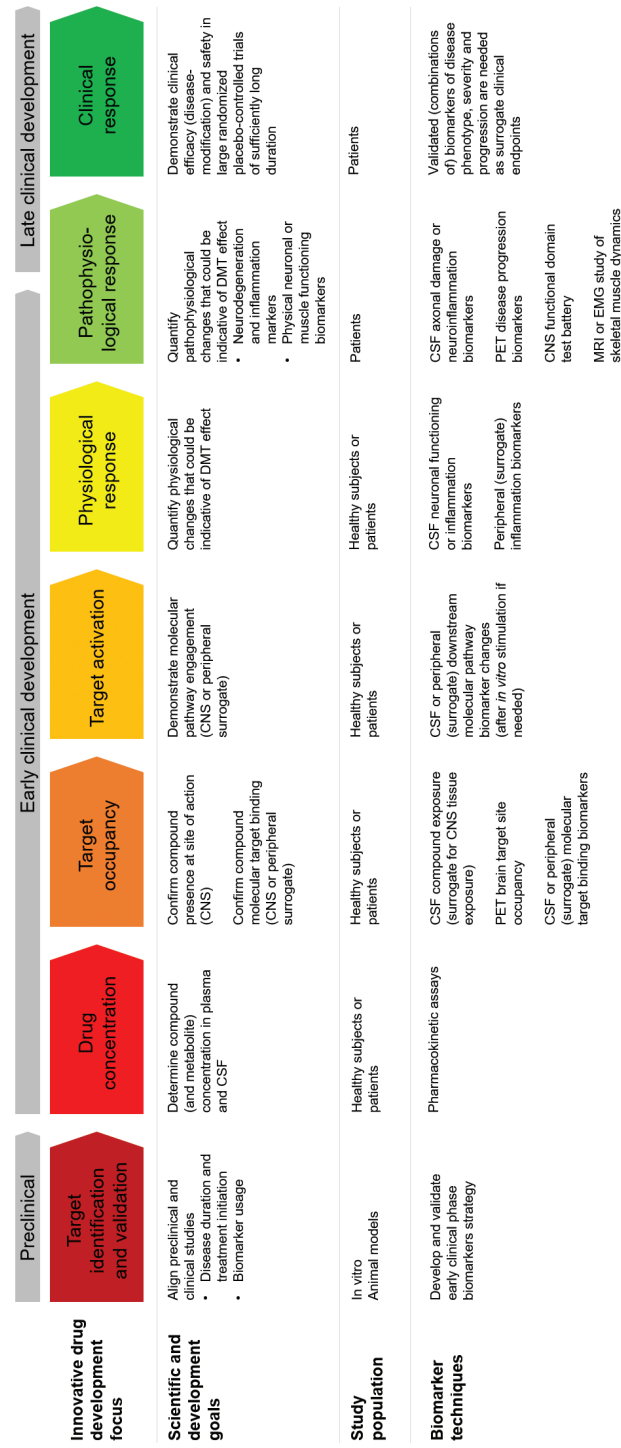 Preclinical
Early clinical development
Late clinical development
Innovative drug
development
focus
Target
identification
and validation
Drug
concentration
Target
occupancy
Target activation
Physiological
response
Pathophysio-
logical response
Clinical
response
Scientific and
development
goals
Align preclinical and
clinical studies
• Disease duration and
treatment initiation
• Biomarker usage
Determine compound
(and metabolite)
concentration in plasma
and CSF
Confirm compound
presence at site of action
(CNS)
Confirm compound
molecular target binding
(CNS or peripheral
surrogate)
Demonstrate molecular
pathway engagement
(CNS or peripheral
surrogate)
Quantify physiological
changes that could be
indicative of DMT effect
Quantify pathophysiological
changes that could be
indicative of DMT effect
• Neurodegeneration
and inflammation
markers
• Physical neuronal or
muscle functioning
biomarkers
Demonstrate clinical
efficacy (disease-
modification) and safety in
large randomized
placebo-controlled trials
of sufficiently long
duration
Study
population
In vitro
Animal models
Healthy subjects or
patients
Healthy subjects or
patients
Healthy subjects or
patients
Healthy subjects or
patients
Patients
Patients
Biomarker
techniques
Develop and validate
early clinical phase
biomarkers strategy
Pharmacokinetic assays
CSF compound exposure
(surrogate for CNS tissue
exposure)
PET brain target site
occupancy
CSF or peripheral
(surrogate) molecular
target binding biomarkers
CSF or peripheral
(surrogate) downstream
molecular pathway
biomarker changes
(after in vitro stimulation if
needed)
CSF neuronal functioning
or inflammation
biomarkers
Peripheral (surrogate)
inflammation biomarkers
CSF axonal damage or
neuroinflammation
biomarkers
PET disease progression
biomarkers
CNS functional domain
test battery
MRI or EMG study of
skeletal muscle dynamics
Validated (combinations
of) biomarkers of disease
phenotype, severity and
progression are needed
as surrogate clinical
endpoints